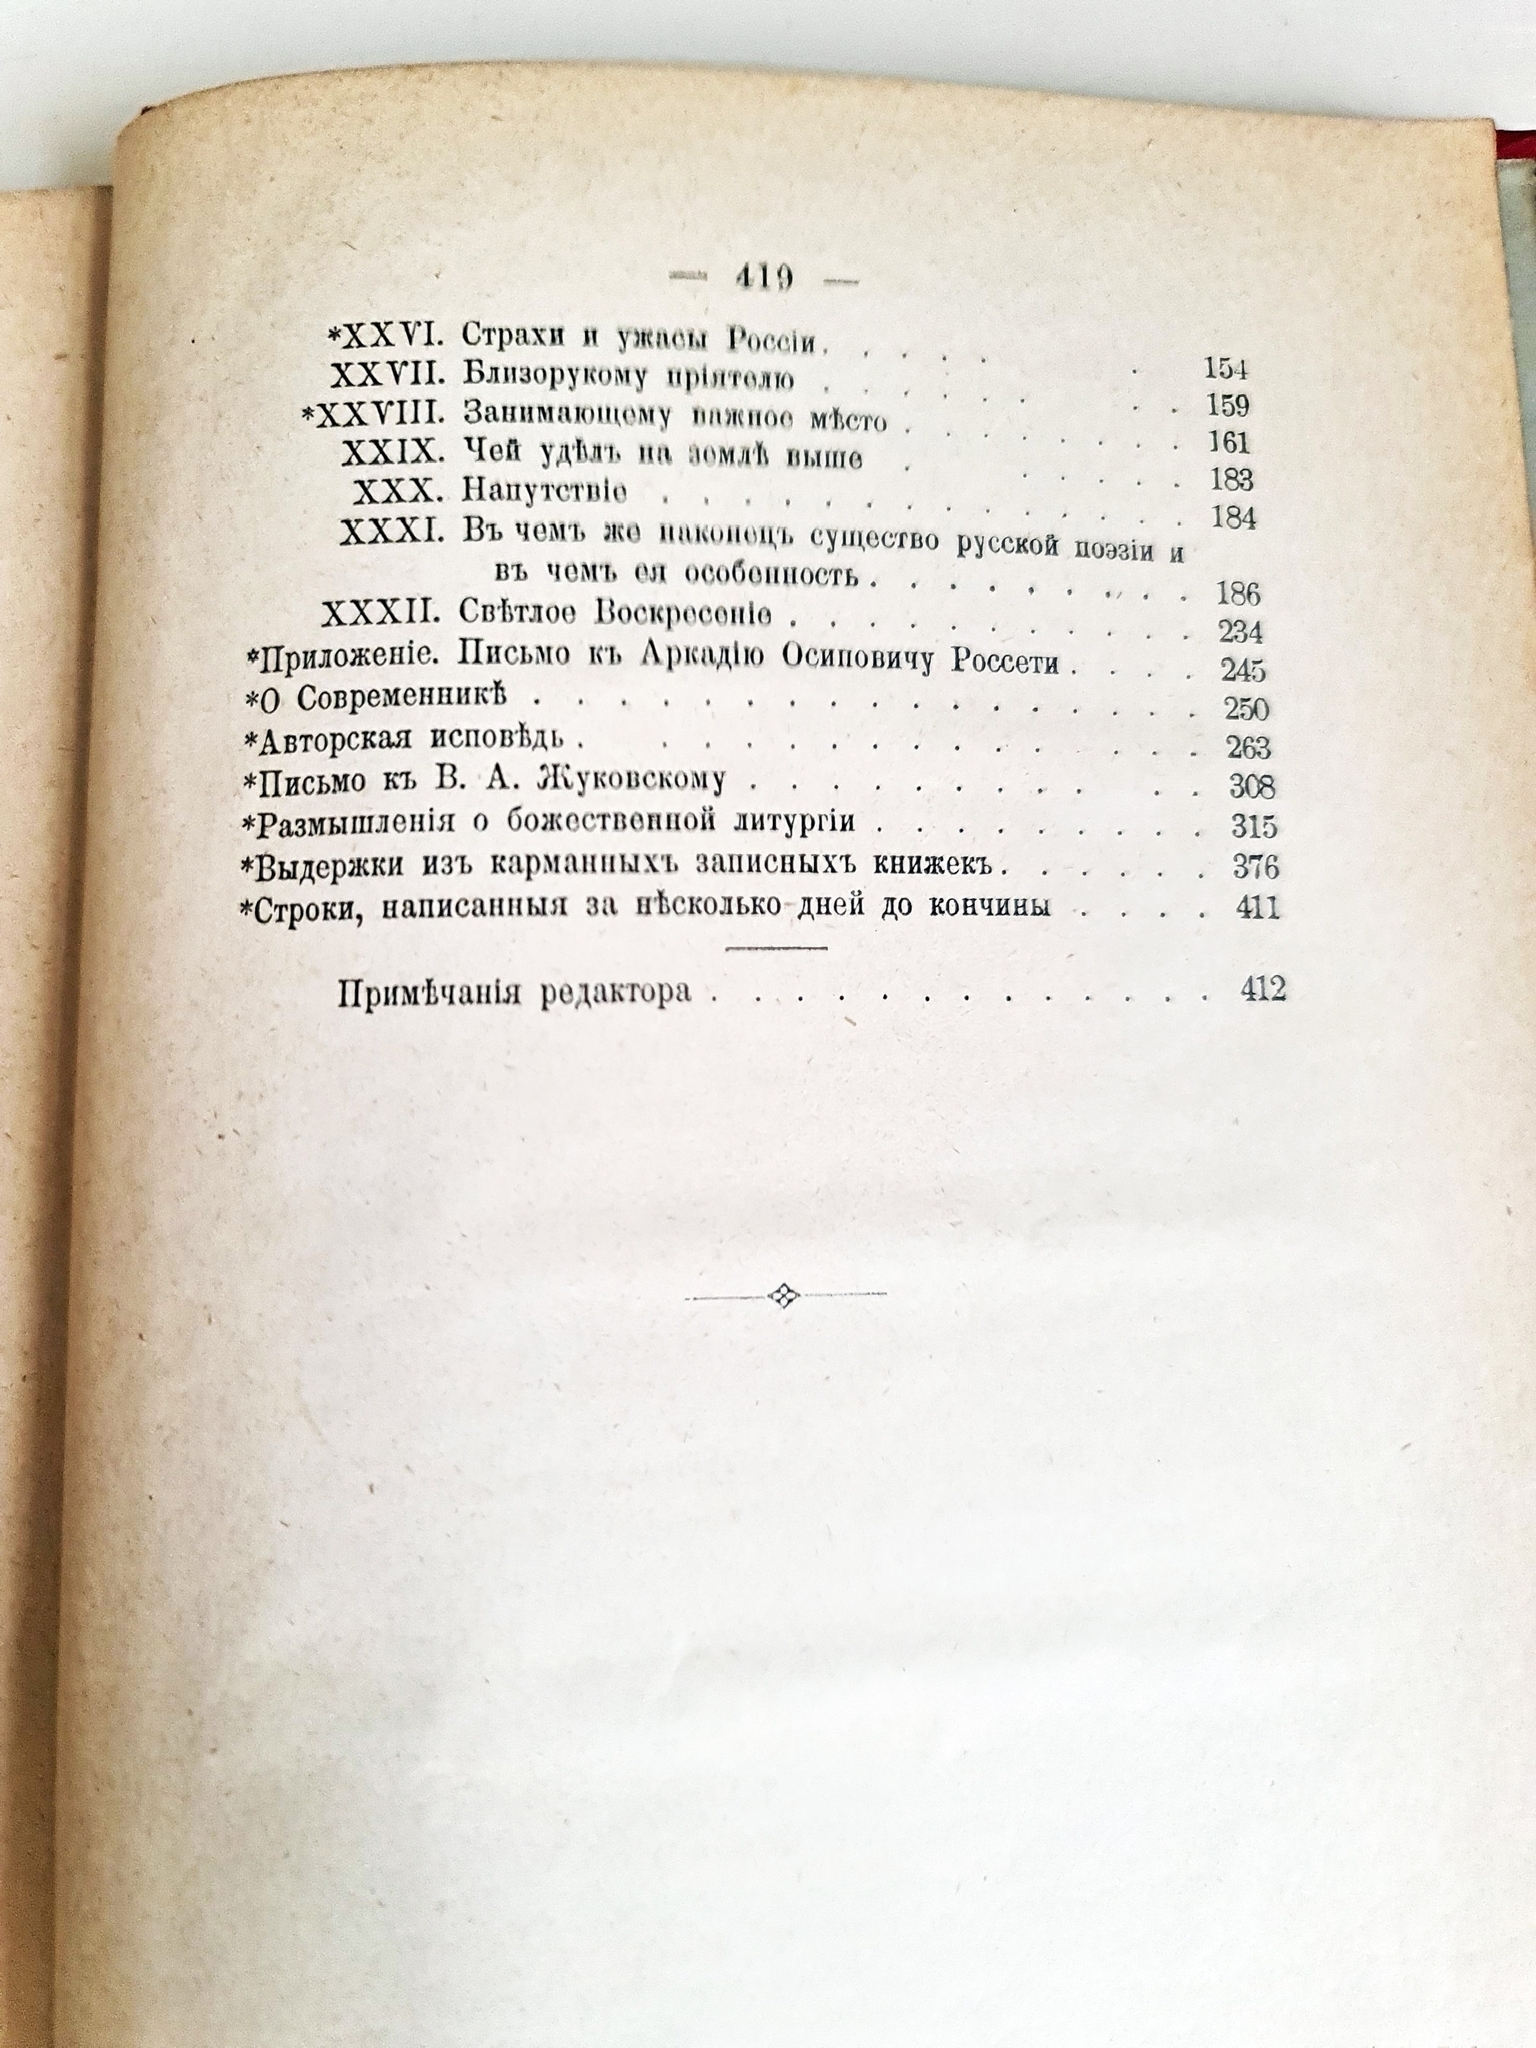 — 419 —
*XXVI. Страхи и ужасы Россіи. . . . . . 154
XXVII. Близорукому пріятелю . . . . . . . . 159
*XXVIII. Занимающему важное мѣсто . . . . . . . 161
XXIX. Чей удѣлъ на землѣ выше . . . . . . 183
XXX. Напутствіе . . . . . . . . . . . . . 184
XXXI. Въ чемъ же наконецъ существо русской поэзіи и
въ чемъ ея особенность . . . . . . . . . 186
XXXII. Свѣтлое Воскресеніе . . . . . . . . . . . 234
*Приложеніе. Письмо къ Аркадію Осиповичу Россети . . . . 245
*О Современникѣ . . . . . . . . . . . . . . . . 250
*Авторская исповѣдь . . . . . . . . . . . . . . 263
*Письмо къ В. А. Жуковскому . . . . . . . . . . . 308
*Размышленія о божественной литургіи . . . . . . . . . 315
*Выдержки изъ карманныхъ записныхъ книжекъ . . . . . . 376
*Строки, написанныя за нѣсколько дней до кончины . . . . 411
Примѣчанія редактора . . . . . . . . . . . . . 412